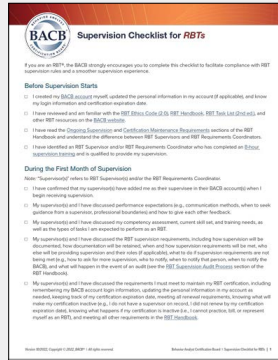 BACB
Supervision Checklist for RBTs
If you are an RBT®, the BACB strongly encourages you to complete this checklist to facilitate compliance with RBT
supervision rules and a smoother supervision experience.
Before Supervision Starts
I created my BACB account myself, updated the personal information in my account (if applicable), and know
my login information and certification expiration date.
I have reviewed and am familiar with the RBT Ethics Code (2.0), RBT Handbook, RBT Task List (2nd ed.), and
other RBT resources on the BACB website.
I have read the Ongoing Supervision and Certification Maintenance Requirements sections of the RBT
Handbook and understand the difference between RBT Supervisors and RBT Requirements Coordinators.
I have identified an RBT Supervisor and/or RBT Requirements Coordinator who has completed an 8-hour
supervision training and is qualified to provide my supervision.
During the First Month of Supervision
Note: "Supervisor(s)" refers to RBT Supervisor(s) and/or the RBT Requirements Coordinator.
I have confirmed that my supervisor(s) have added me as their supervisee in their BACB account(s) when I
begin receiving supervision.
My supervisor(s) and I have discussed performance expectations (e.g., communication methods, when to seek
guidance from a supervisor, professional boundaries) and how to give each other feedback.
My supervisor(s) and I have discussed my competency assessment, current skill set, and training needs, as
well as the types of tasks I am expected to perform as an RBT.
My supervisor(s) and I have discussed the RBT supervision requirements, including how supervision will be
documented, how documentation will be retained, when and how supervision requirements will be met, who
else will be providing supervision and their roles (if applicable), what to do if supervision requirements are not
being met (e.g., how to ask for more supervision, who to notify, when to notify that person, when to notify the
BACB), and what will happen in the event of an audit (see the RBT Supervision Audit Process section of the
RBT Handbook).
My supervisor(s) and I have discussed the requirements I must meet to maintain my RBT certification, including
remembering my BACB account login information, updating the personal information in my account as
needed, keeping track of my certification expiration date, meeting all renewal requirements, knowing what will
make my certification inactive (e.g., I do not have a supervisor on record, I did not renew by my certification
expiration date), knowing what happens if my certification is inactive (i.e., I cannot practice, bill, or represent
myself as an RBT), and meeting all other requirements in the RBT Handbook.